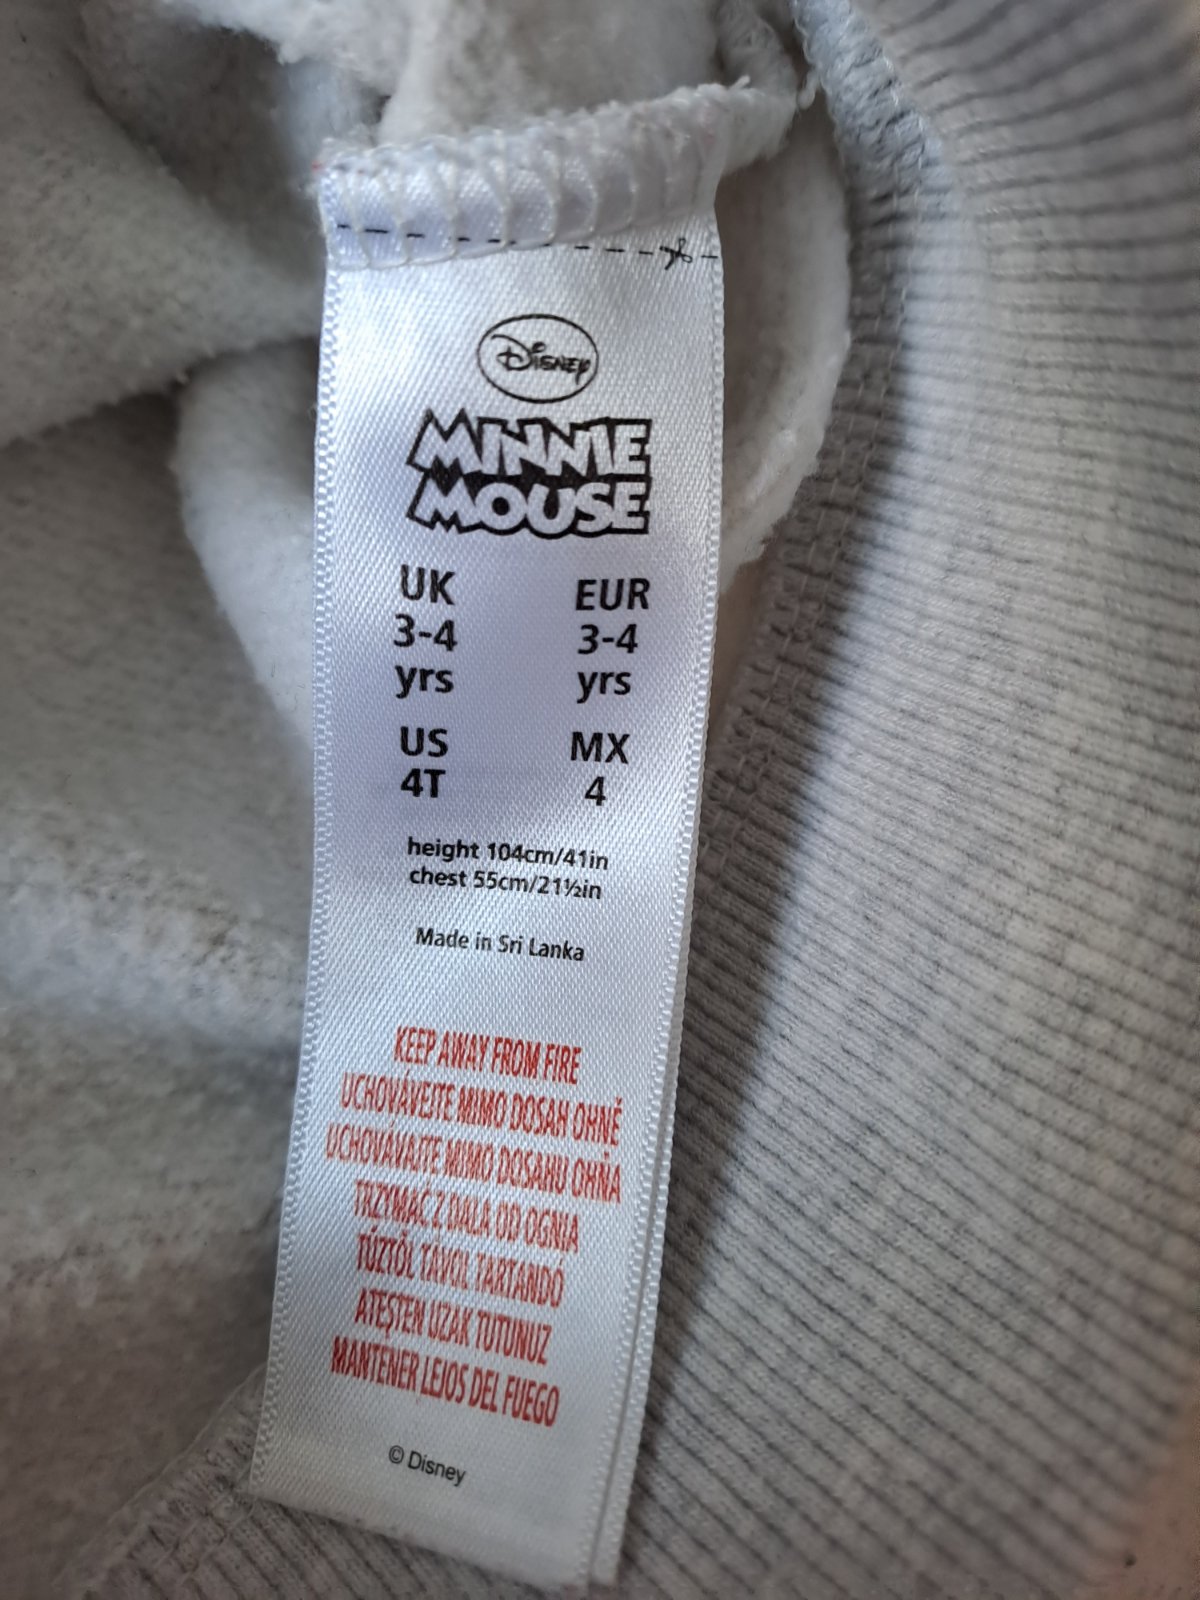 Disney
MINNIE
MOUSE
UK EUR
3-4 3-4
yrs yrs
US MX
4T 4
height 104cm/41in
chest 55cm/21½in
Made in Sri Lanka
KEEP AWAY FROM FIRE
UCHOVÁVEJTE MIMO DOSAH OHNĚ
UCHOVÁVAJTE MIMO DOSAHU OHŇA
TRZYMAĆ Z DALA OD OGNIA
TŰZTŐL TÁVOL TARTANDÓ
ATEŞTEN UZAK TUTUNUZ
MANTENER LEJOS DEL FUEGO
© Disney